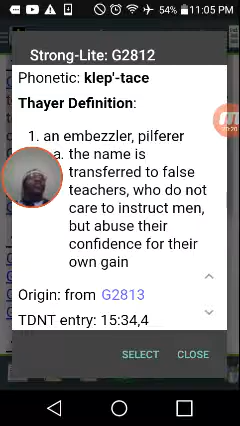 54% 11:05 PM
Strong-Lite: G2812
Phonetic: klep'-tace
Thayer Definition:
1. an embezzler, pilferer
a. the name is
transferred to false
teachers, who do not
care to instruct men,
but abuse their
confidence for their
own gain
Origin: from G2813
TDNT entry: 15:34,4
SELECT CLOSE